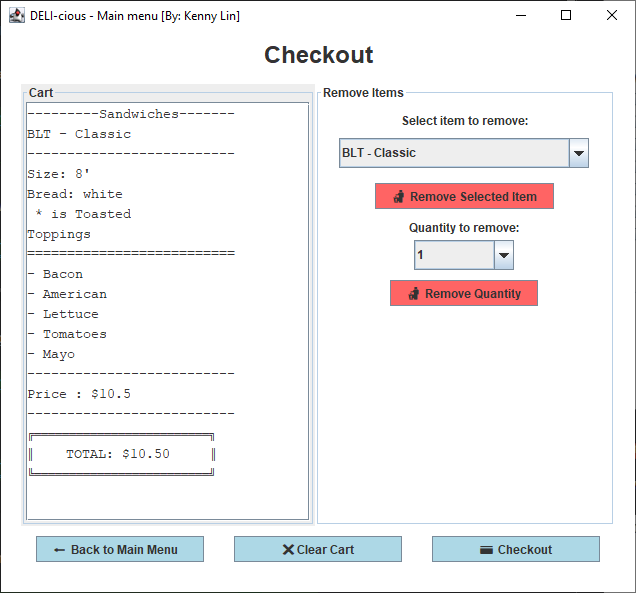 DELI-cious - Main menu [By: Kenny Lin]
Checkout
Cart
---------Sandwiches-------
BLT - Classic
--------------------------
Size: 8'
Bread: white
* is Toasted
Toppings
==========================
- Bacon
- American
- Lettuce
- Tomatoes
- Mayo
--------------------------
Price : $10.5
--------------------------
TOTAL: $10.50
Remove Items
Select item to remove:
BLT - Classic
Remove Selected Item
Quantity to remove:
1
Remove Quantity
← Back to Main Menu
Clear Cart
Checkout